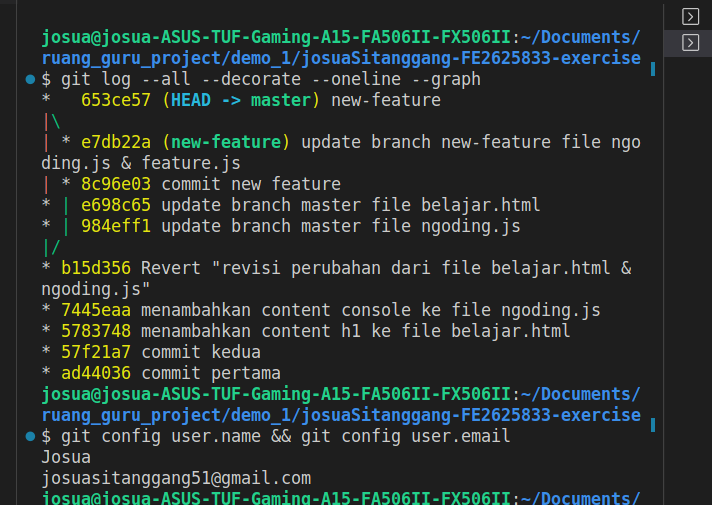 josua@josua-ASUS-TUF-Gaming-A15-FA506II-FX506II:~/Documents/
ruang_guru_project/demo_1/josuaSitanggang-FE2625833-exercise
$ git log --all --decorate --oneline --graph
*   653ce57 (HEAD -> master) new-feature
|\
| * e7db22a (new-feature) update branch new-feature file ngo
ding.js & feature.js
| * 8c96e03 commit new feature
* | e698c65 update branch master file belajar.html
* | 984eff1 update branch master file ngoding.js
|/
* b15d356 Revert "revisi perubahan dari file belajar.html &
ngoding.js"
* 7445eaa menambahkan content console ke file ngoding.js
* 5783748 menambahkan content h1 ke file belajar.html
* 57f21a7 commit kedua
* ad44036 commit pertama
josua@josua-ASUS-TUF-Gaming-A15-FA506II-FX506II:~/Documents/
ruang_guru_project/demo_1/josuaSitanggang-FE2625833-exercise
$ git config user.name && git config user.email
Josua
josuasitanggang51@gmail.com
josua@josua-ASUS-TUF-Gaming-A15-FA506II-FX506II:~/Documents/